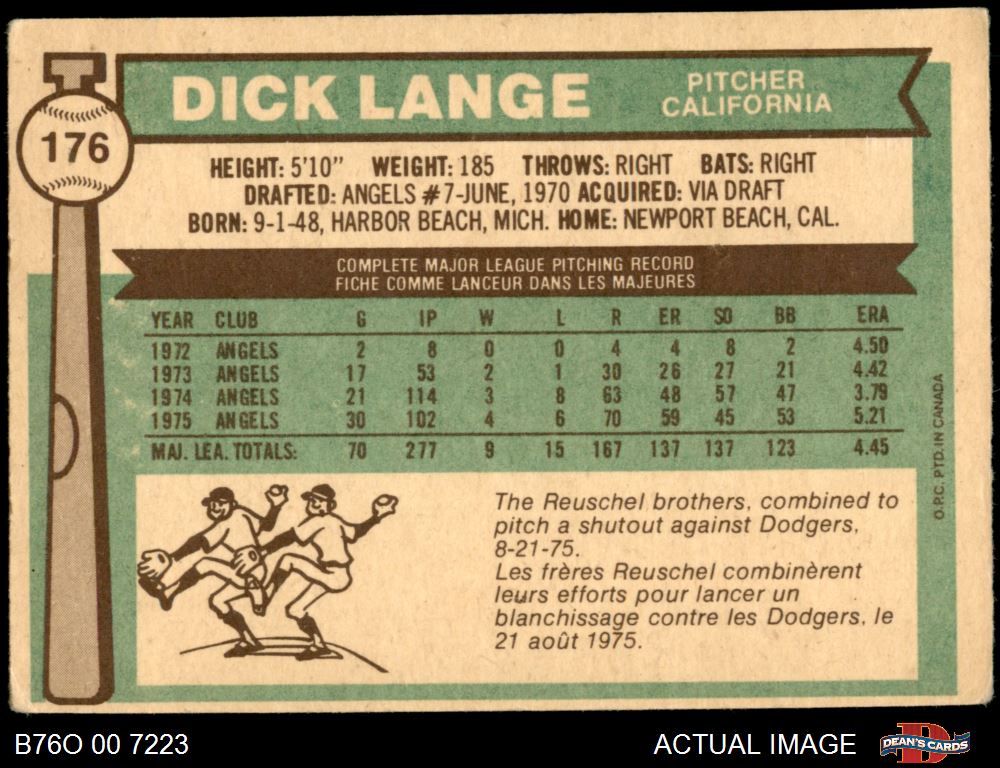 DICK LANGE
PITCHER
CALIFORNIA
176
HEIGHT: 5'10" WEIGHT: 185 THROWS: RIGHT BATS: RIGHT
DRAFTED: ANGELS #7-JUNE, 1970 ACQUIRED: VIA DRAFT
BORN: 9-1-48, HARBOR BEACH, MICH. HOME: NEWPORT BEACH, CAL.
COMPLETE MAJOR LEAGUE PITCHING RECORD
FICHE COMME LANCEUR DANS LES MAJEURES
YEAR CLUB G IP W L R ER SO BB ERA
1972 ANGELS 2 8 0 0 4 4 8 2 4.50
1973 ANGELS 17 53 2 1 30 26 27 21 4.42
1974 ANGELS 21 114 3 8 63 48 57 47 3.79
1975 ANGELS 30 102 4 6 70 59 45 53 5.21
MAJ. LEA. TOTALS: 70 277 9 15 167 137 137 123 4.45
The Reuschel brothers, combined to
pitch a shutout against Dodgers,
8-21-75.
Les frères Reuschel combinèrent
leurs efforts pour lancer un
blanchissage contre les Dodgers, le
21 août 1975.
O.P.C. PTD. IN CANADA
B76O 00 7223
ACTUAL IMAGE
DEAN'S CARDS